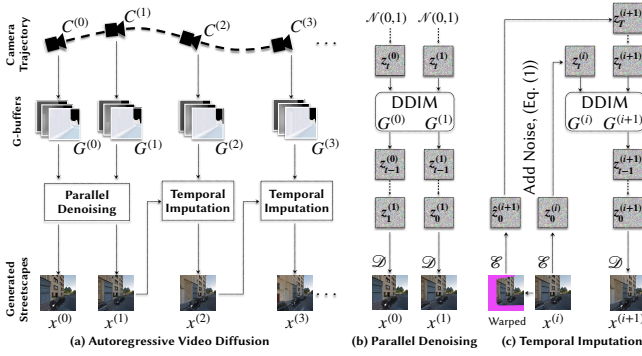 Camera Trajectory
C^(0) C^(1) C^(2) C^(3)
. . .
G-buffers
G^(0) G^(1) G^(2) G^(3)
Parallel Denoising
Temporal Imputation
Temporal Imputation
Generated Streetscapes
. . .
x^(0) x^(1) x^(2) x^(3)
(a) Autoregressive Video Diffusion
𝒩(0,1) 𝒩(0,1)
z_t^(0) z_t^(1)
DDIM
G^(0) G^(1)
z_{t-1}^(0) z_{t-1}^(1)
z_1^(1) z_0^(1)
𝒟 𝒟
x^(0) x^(1)
(b) Parallel Denoising
z_T^(i+1)
z_t^(i) z_t^(i+1)
DDIM
G^(i) G^(i+1)
Add Noise, (Eq. (1))
z_{t-1}^(i+1)
ẑ_0^(i+1) z_0^(i) z_0^(i+1)
ℰ ℰ 𝒟
Warped x^(i) x^(i+1)
(c) Temporal Imputation